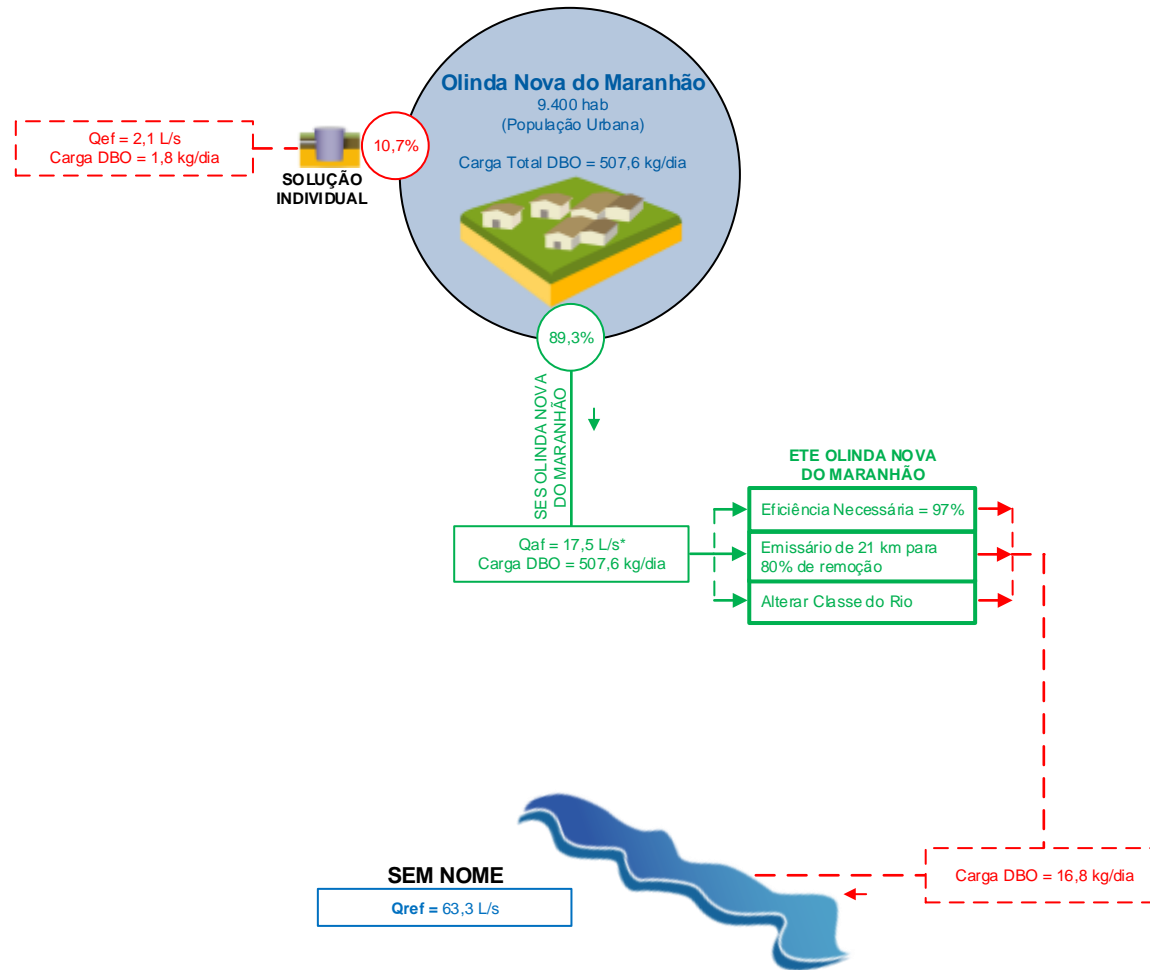 Olinda Nova do Maranhão
9.400 hab
(População Urbana)
Carga Total DBO = 507,6 kg/dia
Qef = 2,1 L/s
Carga DBO = 1,8 kg/dia
10,7%
SOLUÇÃO
INDIVIDUAL
89,3%
SES OLINDA NOVA
DO MARANHÃO
ETE OLINDA NOVA
DO MARANHÃO
Eficiência Necessária = 97%
Qaf = 17,5 L/s*
Carga DBO = 507,6 kg/dia
Emissário de 21 km para
80% de remoção
Alterar Classe do Rio
SEM NOME
Qref = 63,3 L/s
Carga DBO = 16,8 kg/dia